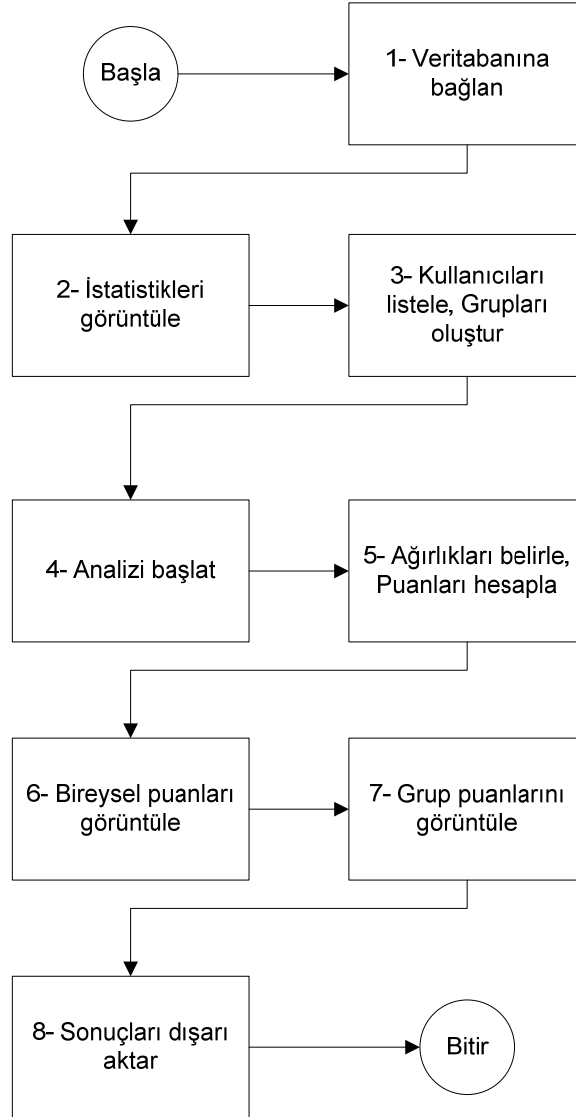 Başla
1- Veritabanına
bağlan
2- İstatistikleri
görüntüle
3- Kullanıcıları
listele, Grupları
oluştur
4- Analizi başlat
5- Ağırlıkları belirle,
Puanları hesapla
6- Bireysel puanları
görüntüle
7- Grup puanlarını
görüntüle
8- Sonuçları dışarı
aktar
Bitir